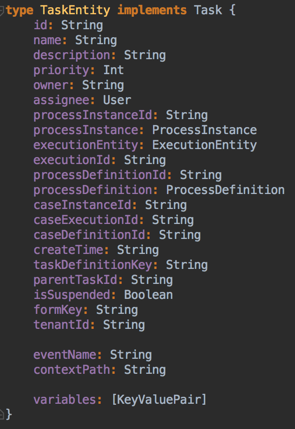 type TaskEntity implements Task {
id: String
name: String
description: String
priority: Int
owner: String
assignee: User
processInstanceId: String
processInstance: ProcessInstance
executionEntity: ExecutionEntity
executionId: String
processDefinitionId: String
processDefinition: ProcessDefinition
caseInstanceId: String
caseExecutionId: String
caseDefinitionId: String
createTime: String
taskDefinitionKey: String
parentTaskId: String
isSuspended: Boolean
formKey: String
tenantId: String
eventName: String
contextPath: String
variables: [KeyValuePair]
}